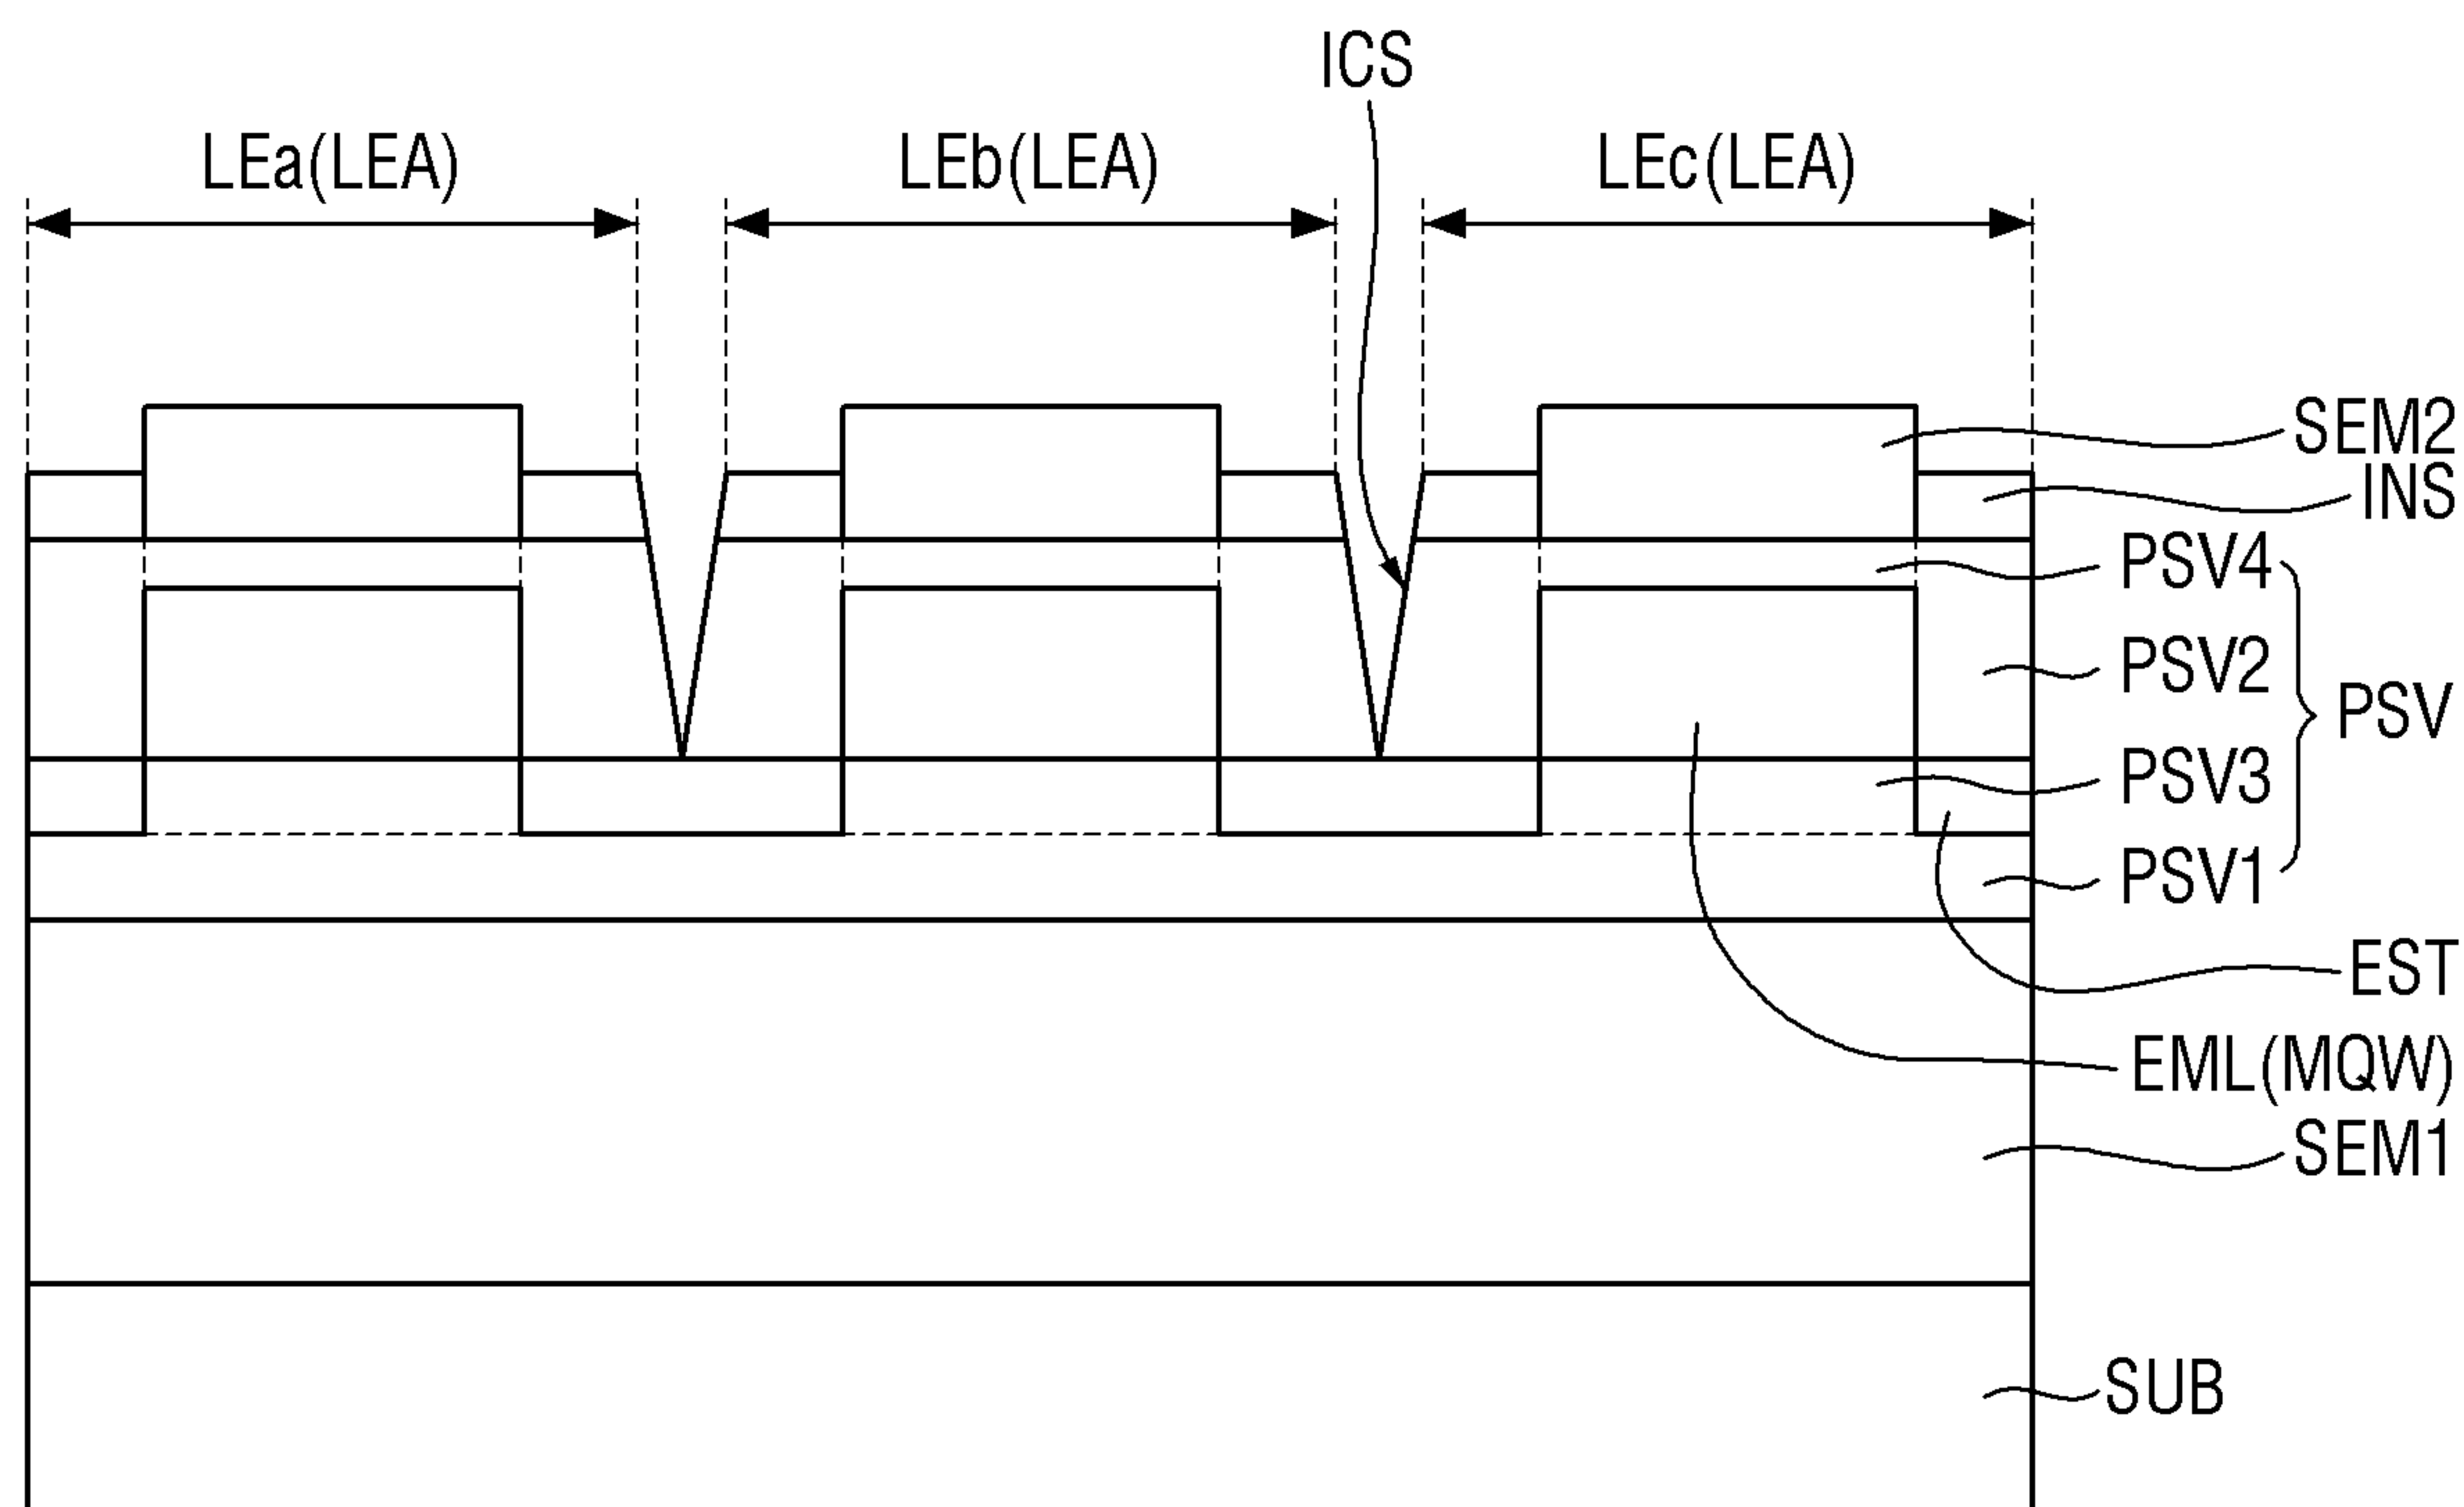 ICS
LEa(LEA)
LEb(LEA)
LEc(LEA)
SEM2
INS
PSV4
PSV2
PSV
PSV3
PSV1
EST
EML(MQW)
SEM1
SUB